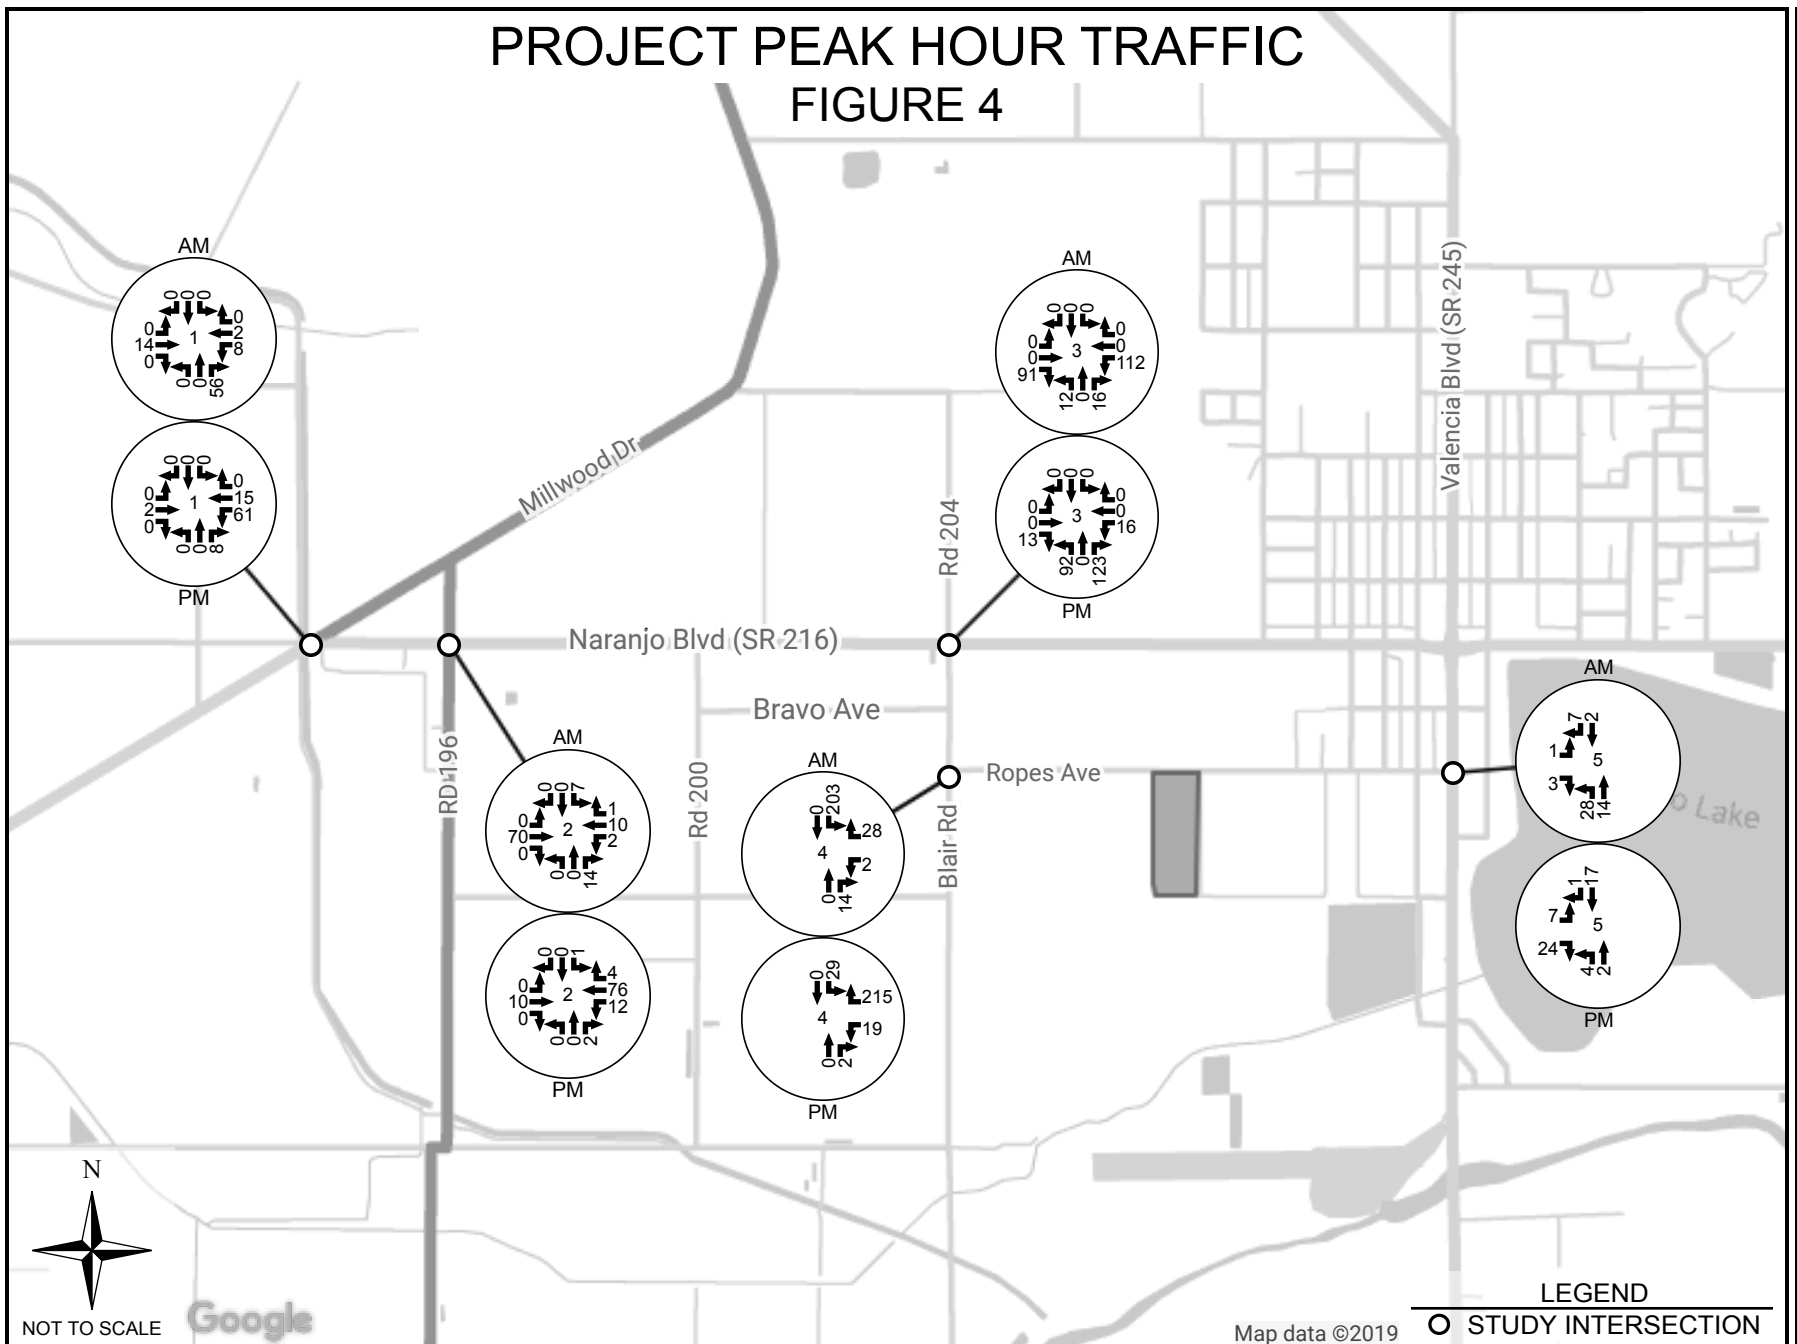 PROJECT PEAK HOUR TRAFFIC
FIGURE 4
AM
0 0 0
0 14 0
1
0 2 8
0 0 56
0 0 0
0 2 0
1
0 15 61
0 0 8
PM
AM
0 0 0
0 0 91
3
0 0 112
12 0 16
0 0 0
0 0 13
3
0 0 16
92 0 123
PM
Millwood Dr
Rd 204
Valencia Blvd (SR 245)
Naranjo Blvd (SR 216)
Bravo Ave
RD 196
Rd 200
Blair Rd
Ropes Ave
o Lake
AM
0 0 7
0 70 0
2
1 10 2
0 0 14
0 0 1
0 10 0
2
4 76 12
0 0 2
PM
AM
0 203
28
4
2
0 14
0 29
215
4
19
0 2
PM
AM
7 2
1
5
3
28 14
1 17
7
5
24
4 2
PM
N
NOT TO SCALE
Google
Map data ©2019
LEGEND
STUDY INTERSECTION